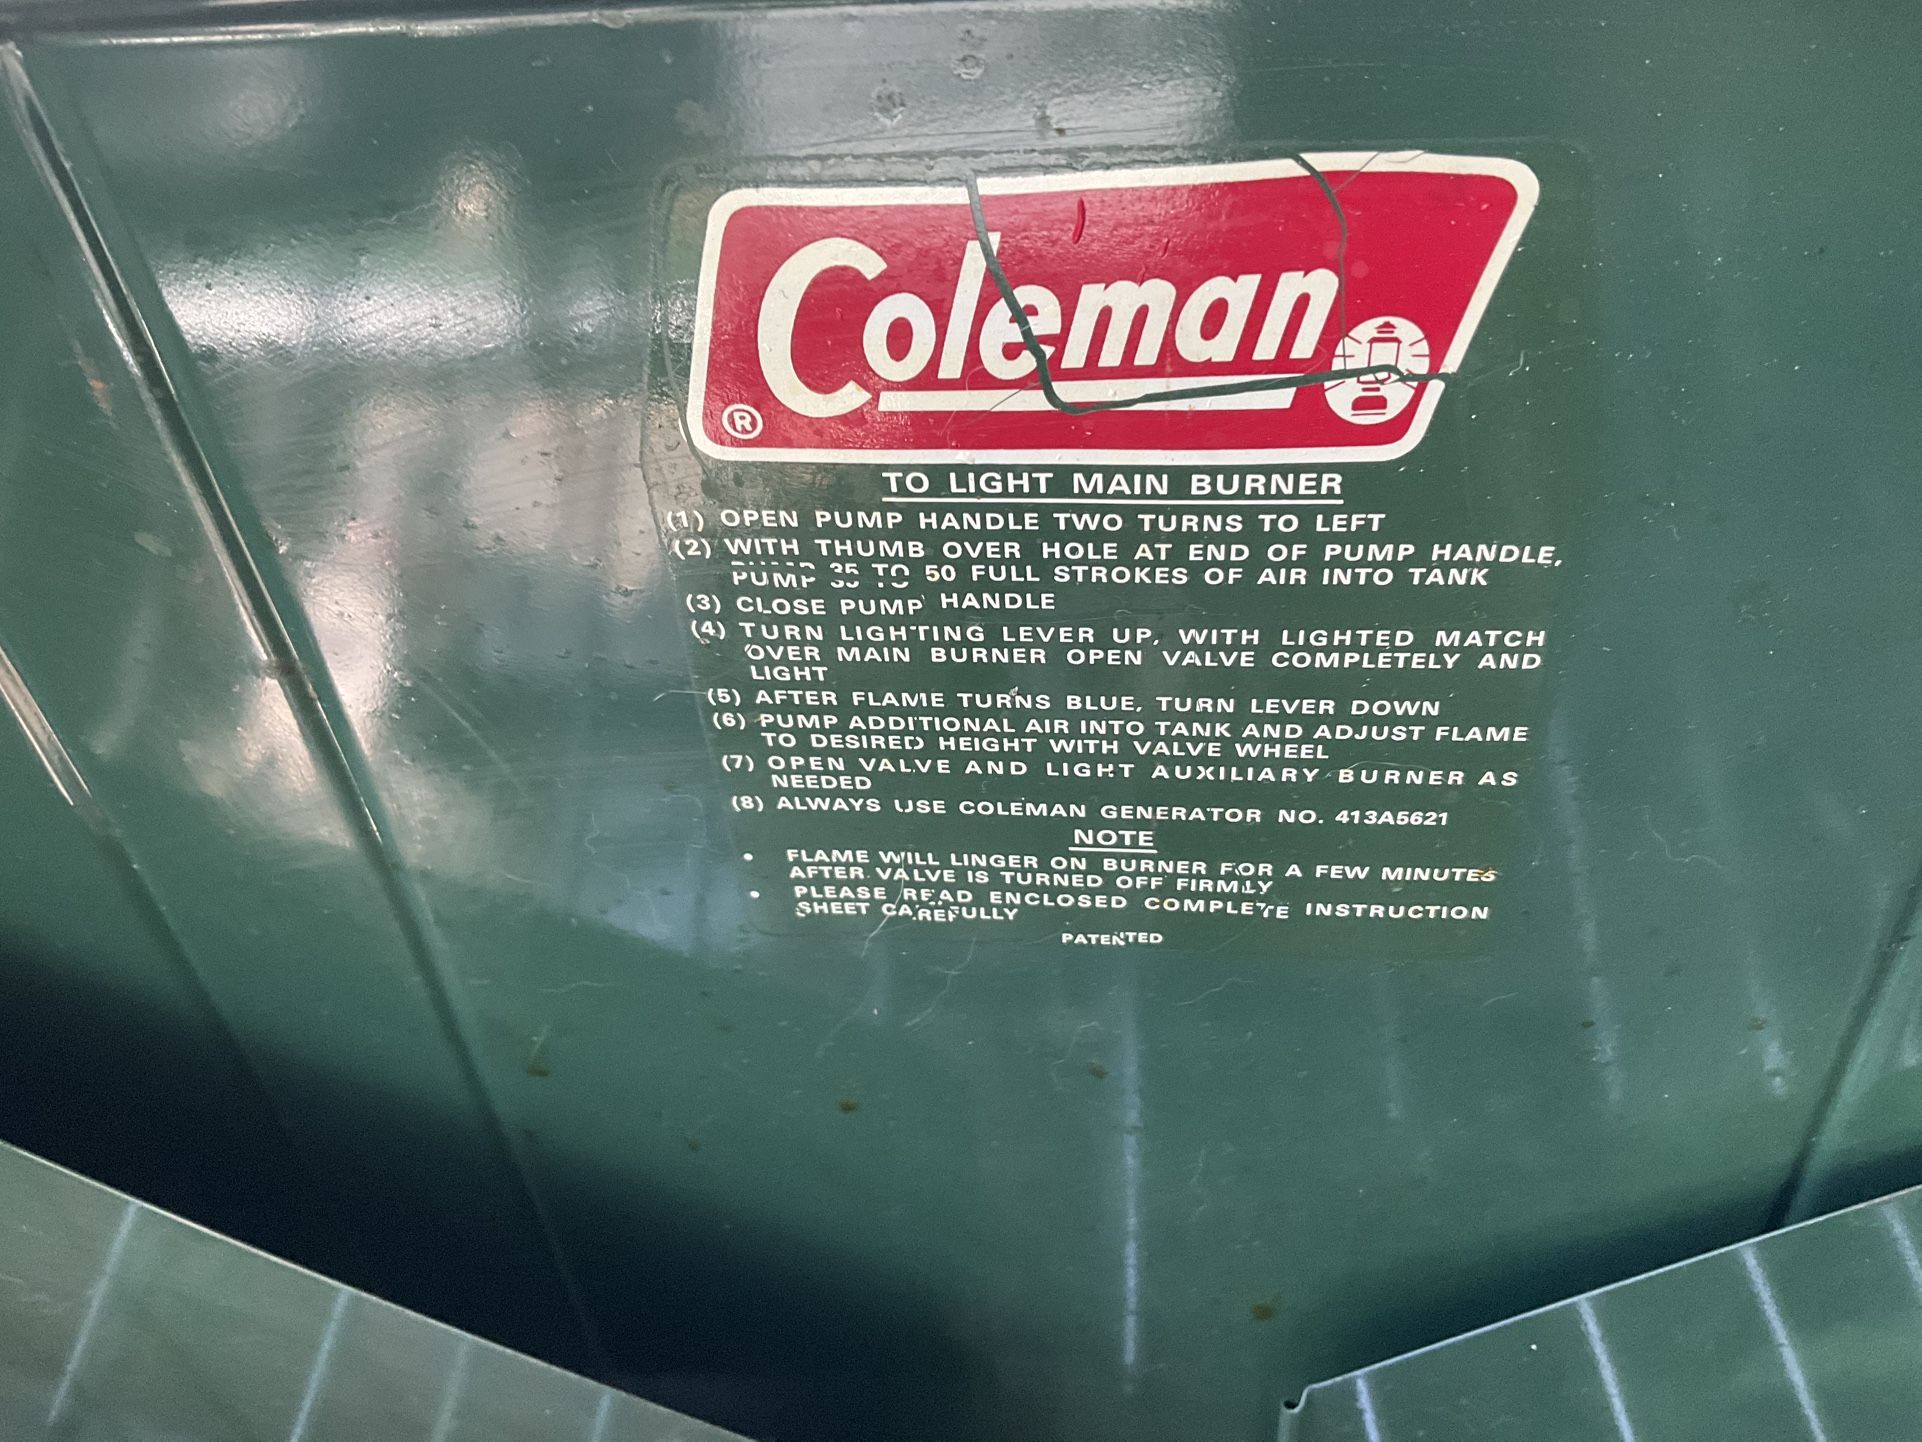 Coleman
®
TO LIGHT MAIN BURNER
(1) OPEN PUMP HANDLE TWO TURNS TO LEFT
(2) WITH THUMB OVER HOLE AT END OF PUMP HANDLE,
PUMP 35 TO 50 FULL STROKES OF AIR INTO TANK
(3) CLOSE PUMP HANDLE
(4) TURN LIGHTING LEVER UP, WITH LIGHTED MATCH
OVER MAIN BURNER OPEN VALVE COMPLETELY AND
LIGHT
(5) AFTER FLAME TURNS BLUE, TURN LEVER DOWN
(6) PUMP ADDITIONAL AIR INTO TANK AND ADJUST FLAME
TO DESIRED HEIGHT WITH VALVE WHEEL
(7) OPEN VALVE AND LIGHT AUXILIARY BURNER AS
NEEDED
(8) ALWAYS USE COLEMAN GENERATOR NO. 413A5621
NOTE
• FLAME WILL LINGER ON BURNER FOR A FEW MINUTES
AFTER VALVE IS TURNED OFF FIRMLY
• PLEASE READ ENCLOSED COMPLETE INSTRUCTION
SHEET CAREFULLY
PATENTED